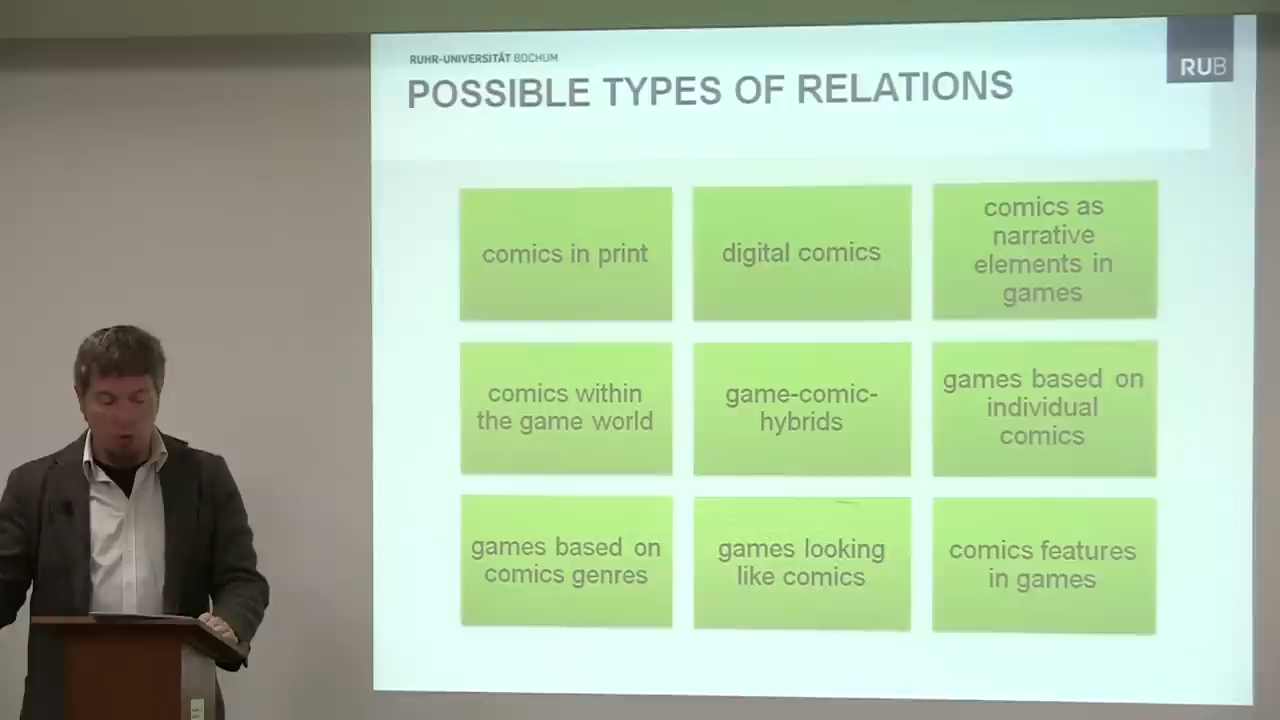 RUHR-UNIVERSITÄT BOCHUM
RUB
POSSIBLE TYPES OF RELATIONS
comics in print
digital comics
comics as
narrative
elements in
games
comics within
the game world
game-comic-
hybrids
games based on
individual
comics
games based on
comics genres
games looking
like comics
comics features
in games